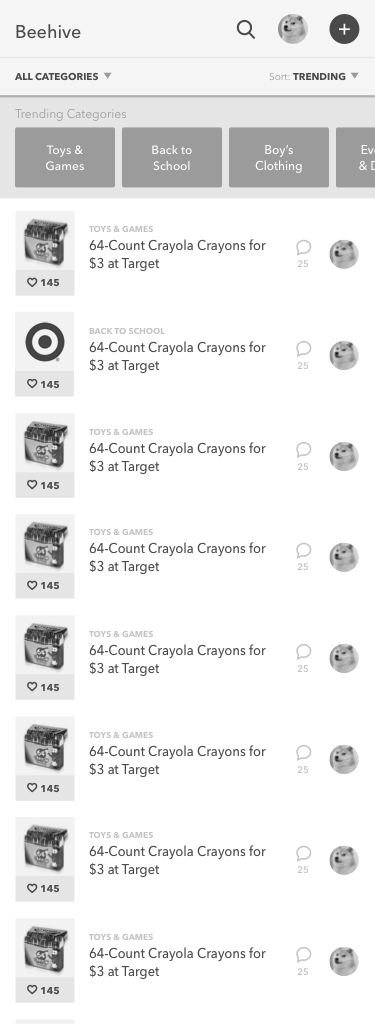 Beehive
ALL CATEGORIES
Sort: TRENDING
Trending Categories
Toys &
Games
Back to
School
Boy's
Clothing
Ev
& D
TOYS & GAMES
64-Count Crayola Crayons for
$3 at Target
145
25
BACK TO SCHOOL
64-Count Crayola Crayons for
$3 at Target
145
25
TOYS & GAMES
64-Count Crayola Crayons for
$3 at Target
145
25
TOYS & GAMES
64-Count Crayola Crayons for
$3 at Target
145
25
TOYS & GAMES
64-Count Crayola Crayons for
$3 at Target
145
25
TOYS & GAMES
64-Count Crayola Crayons for
$3 at Target
145
25
TOYS & GAMES
64-Count Crayola Crayons for
$3 at Target
145
25
TOYS & GAMES
64-Count Crayola Crayons for
$3 at Target
145
25